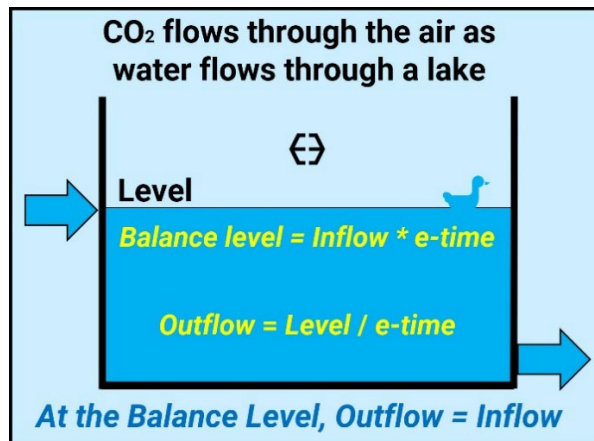 CO₂ flows through the air as
water flows through a lake
Level
Balance level = Inflow * e-time
Outflow = Level / e-time
At the Balance Level, Outflow = Inflow